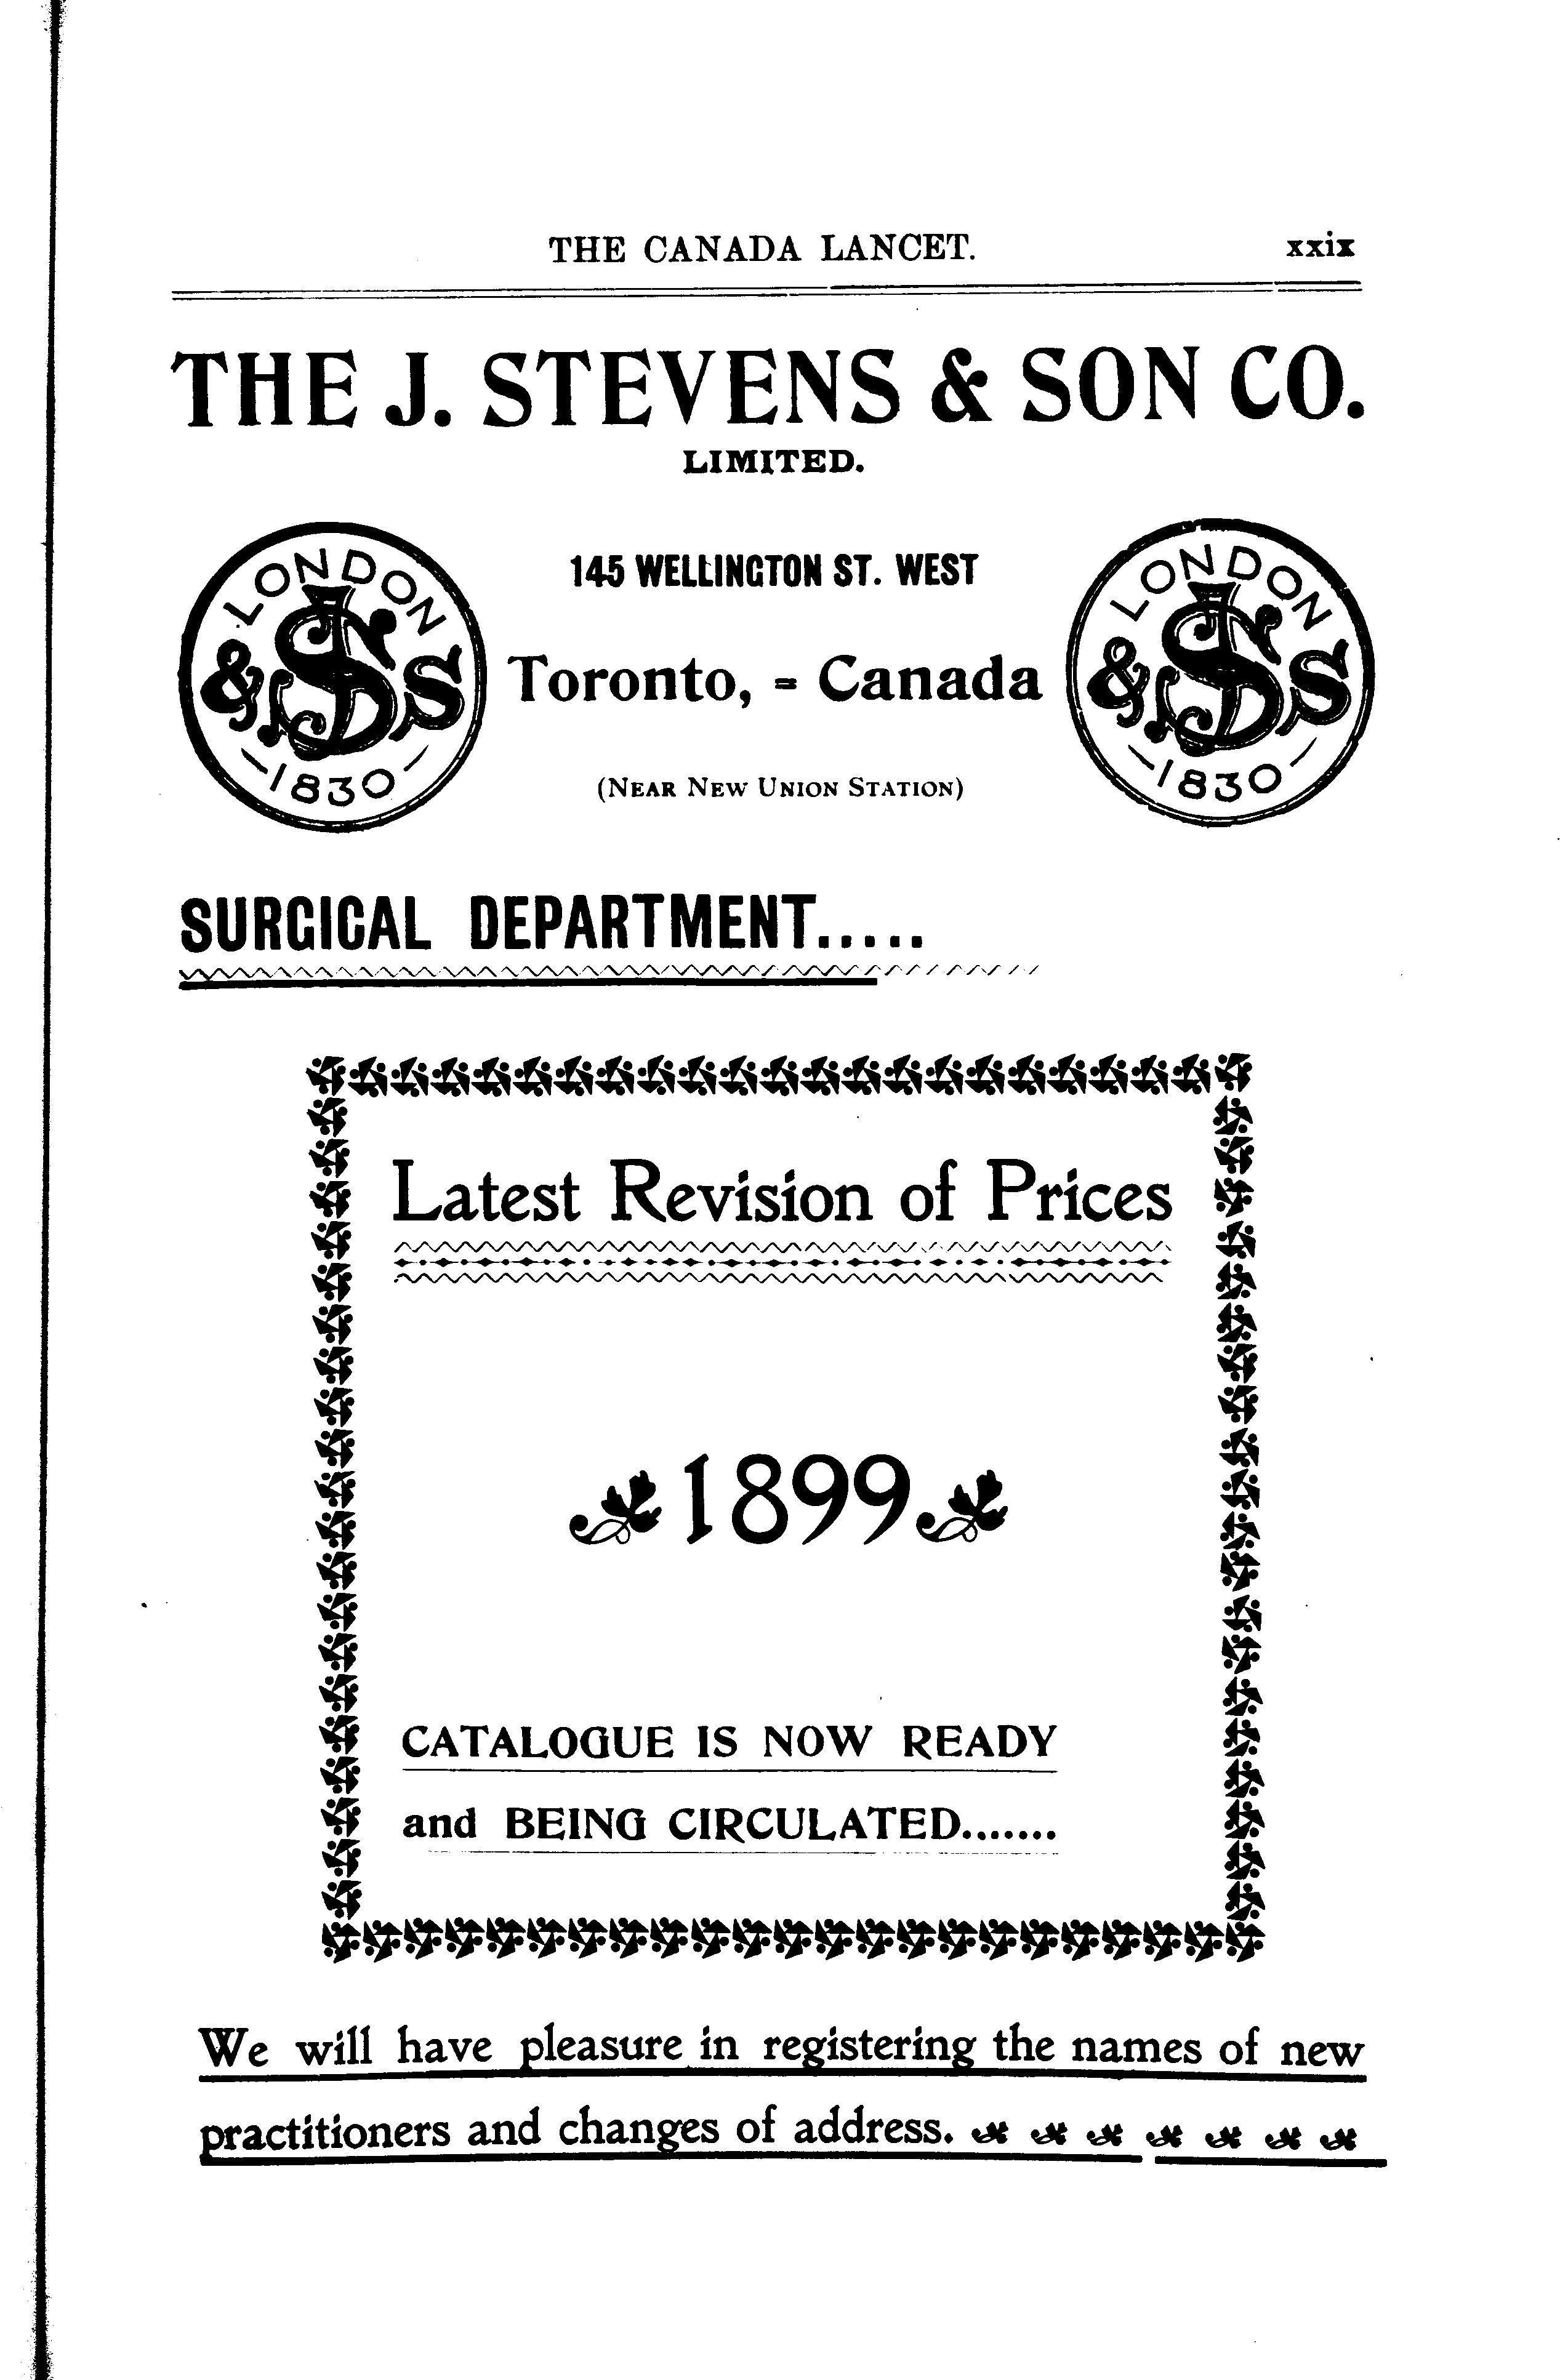 THE CANADA LANCET. xxix
THE J. STEVENS & SON CO.
LIMITED.
LONDON
& JS S
1830
145 WELLINGTON ST. WEST
Toronto, = Canada
(NEAR NEW UNION STATION)
LONDON
& JS S
1830
SURGICAL DEPARTMENT.....
Latest Revision of Prices
1899
CATALOGUE IS NOW READY
and BEING CIRCULATED.......
We will have pleasure in registering the names of new
practitioners and changes of address.